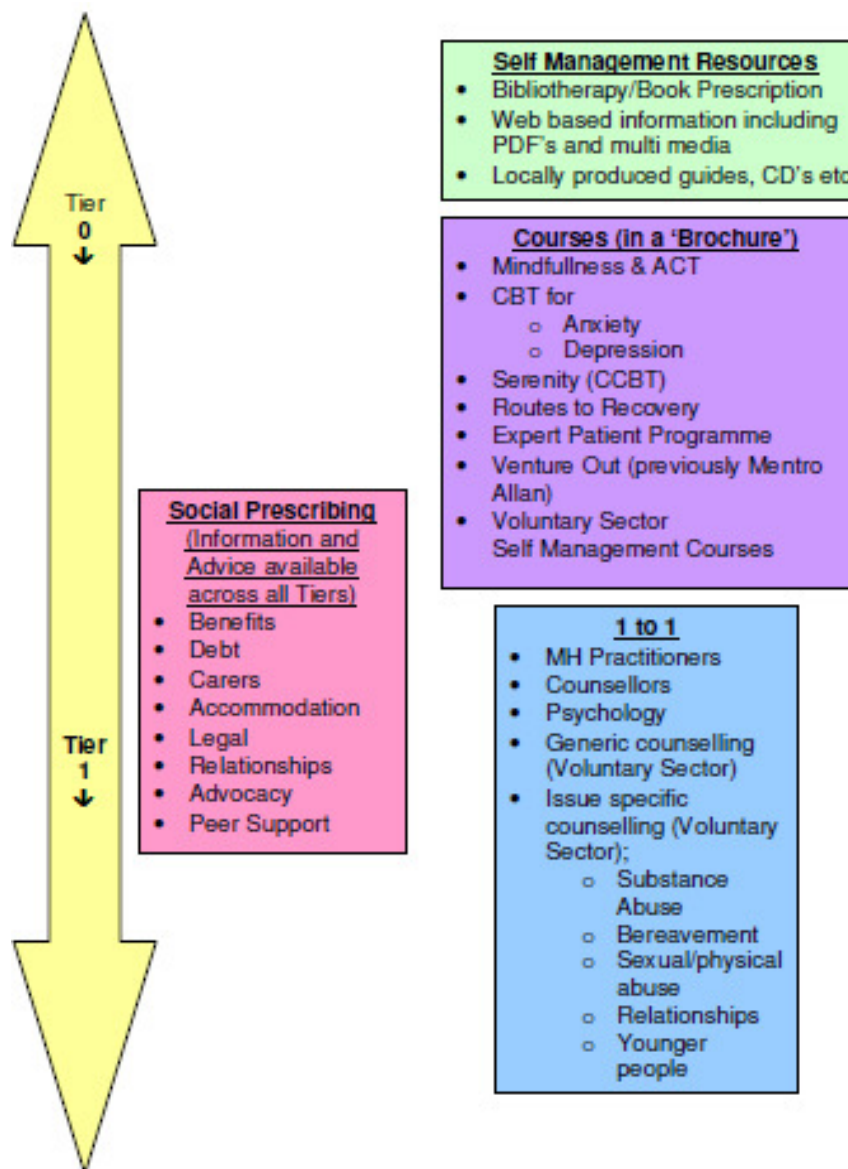 Tier
0
↓
Tier
1
↓
Self Management Resources
• Bibliotherapy/Book Prescription
• Web based information including
PDF's and multi media
• Locally produced guides, CD's etc
Courses (in a 'Brochure')
• Mindfullness & ACT
• CBT for
o Anxiety
o Depression
• Serenity (CCBT)
• Routes to Recovery
• Expert Patient Programme
• Venture Out (previously Mentro
Allan)
• Voluntary Sector
Self Management Courses
Social Prescribing
(Information and
Advice available
across all Tiers)
• Benefits
• Debt
• Carers
• Accommodation
• Legal
• Relationships
• Advocacy
• Peer Support
1 to 1
• MH Practitioners
• Counsellors
• Psychology
• Generic counselling
(Voluntary Sector)
• Issue specific
counselling (Voluntary
Sector);
o Substance
Abuse
o Bereavement
o Sexual/physical
abuse
o Relationships
o Younger
people